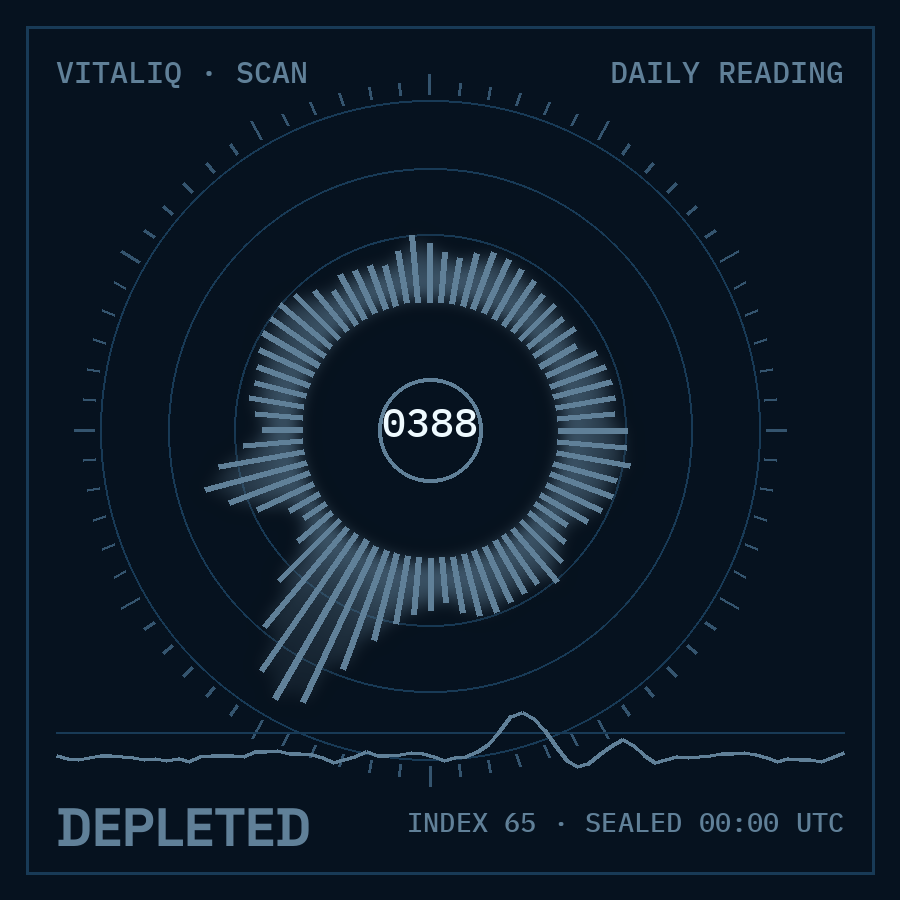 VITALIQ · SCAN
DAILY READING
0388
DEPLETED
INDEX 65 · SEALED 00:00 UTC